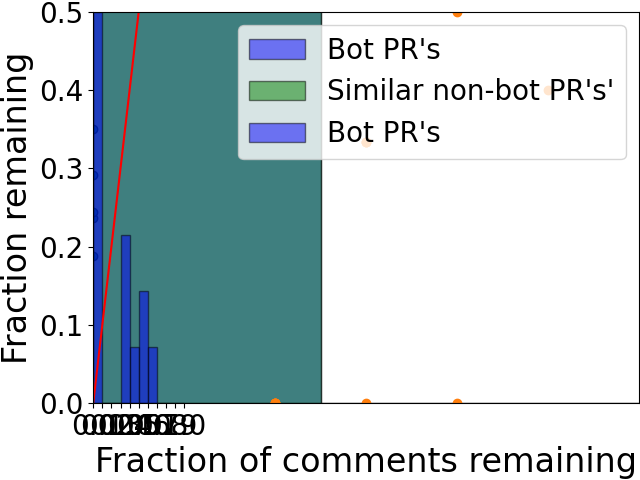 Bot PR's
Similar non-bot PR's'
Bot PR's
Fraction remaining
0.5
0.4
0.3
0.2
0.1
0.0
Fraction of comments remaining